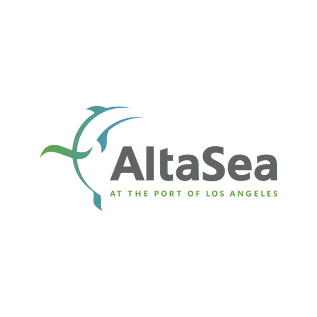 AltaSea
AT THE PORT OF LOS ANGELES